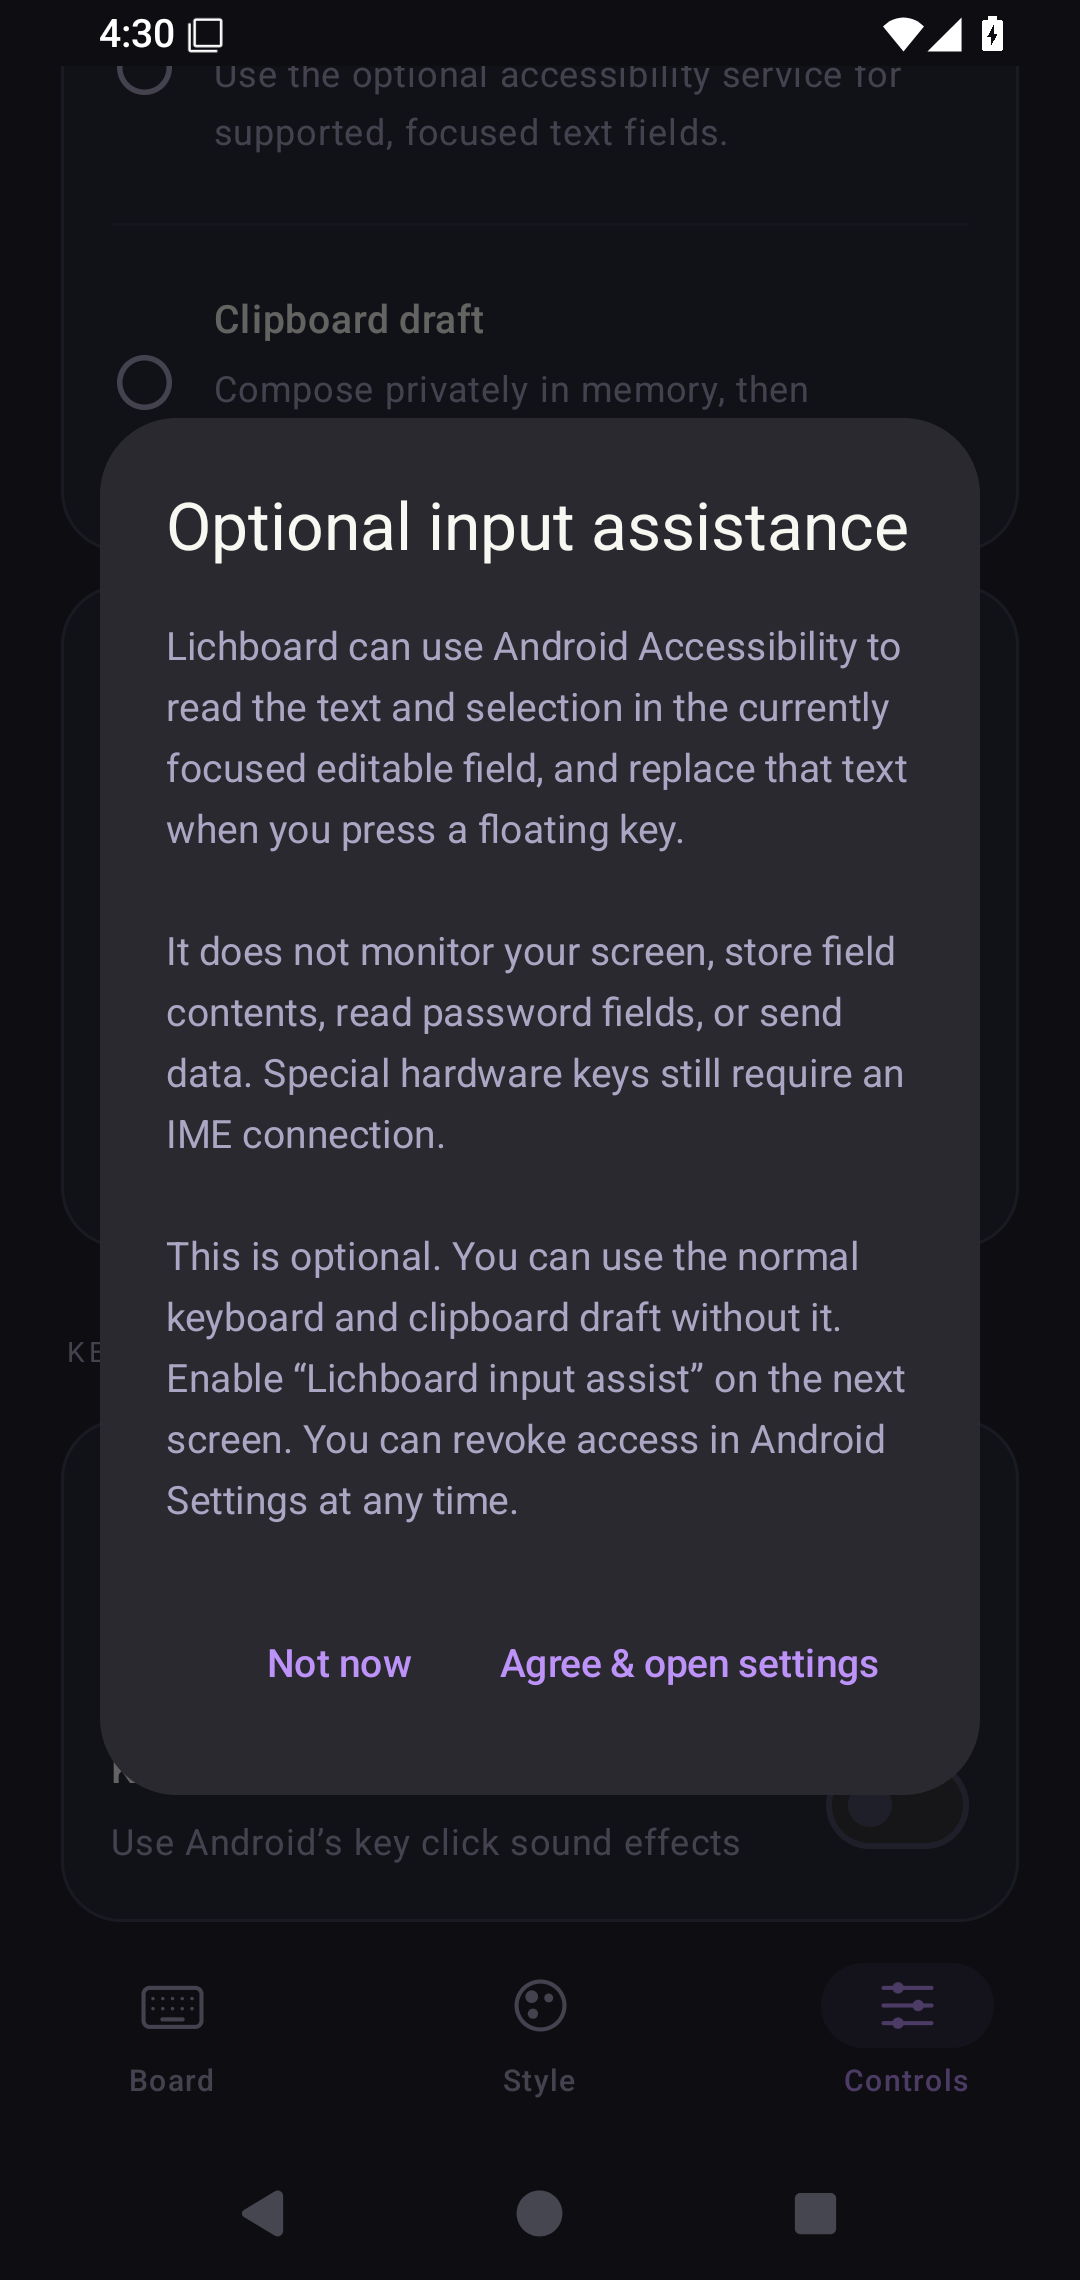 4:30
Use the optional accessibility service for
supported, focused text fields.
Clipboard draft
Compose privately in memory, then
Optional input assistance
Lichboard can use Android Accessibility to
read the text and selection in the currently
focused editable field, and replace that text
when you press a floating key.
It does not monitor your screen, store field
contents, read password fields, or send
data. Special hardware keys still require an
IME connection.
This is optional. You can use the normal
keyboard and clipboard draft without it.
Enable “Lichboard input assist” on the next
screen. You can revoke access in Android
Settings at any time.
Not now
Agree & open settings
Use Android’s key click sound effects
Board
Style
Controls